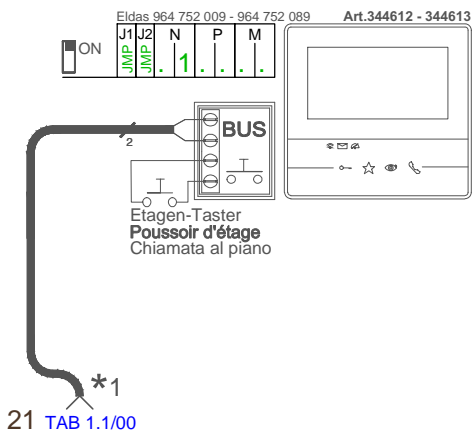 Eldas 964 752 009 - 964 752 089 Art.344612 - 344613
ON
J1 J2 N P M
JMP JMP . 1 . . . .
BUS
2
Etagen-Taster
Poussoir d'étage
Chiamata al piano
*1
21 TAB 1.1/00